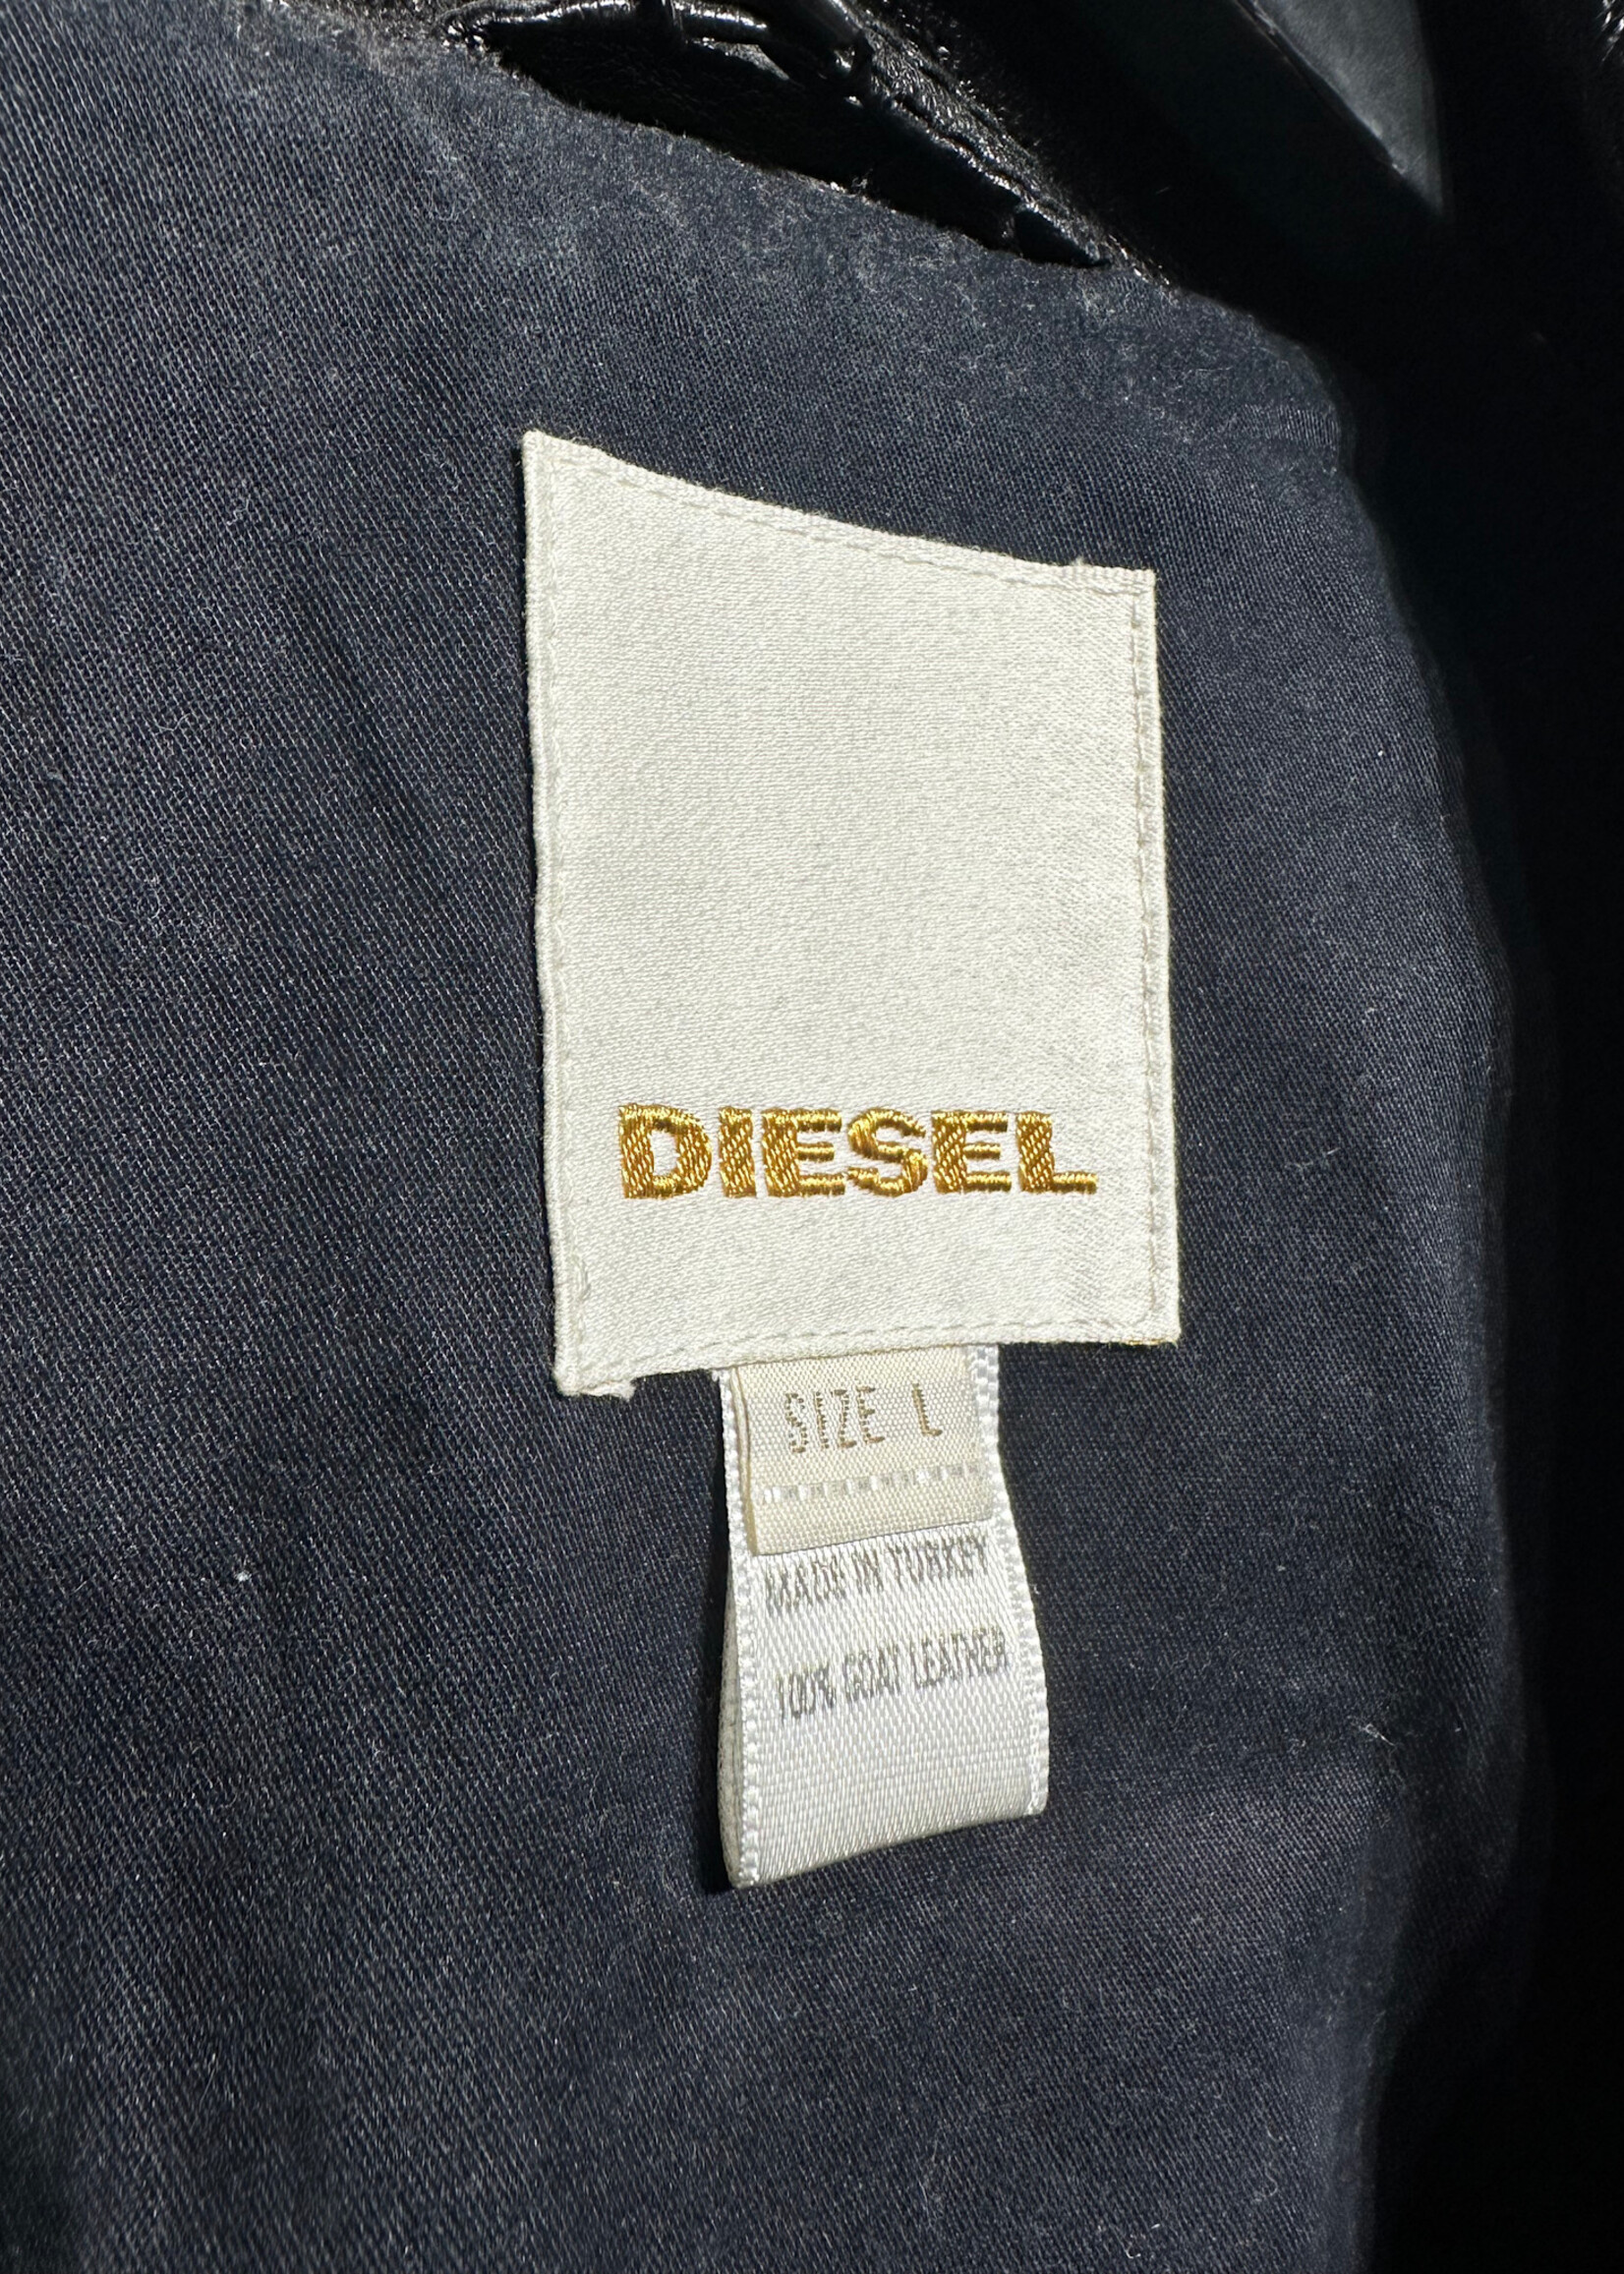 DIESEL
SIZE L
MADE IN TURKEY
100% GOAT LEATHER